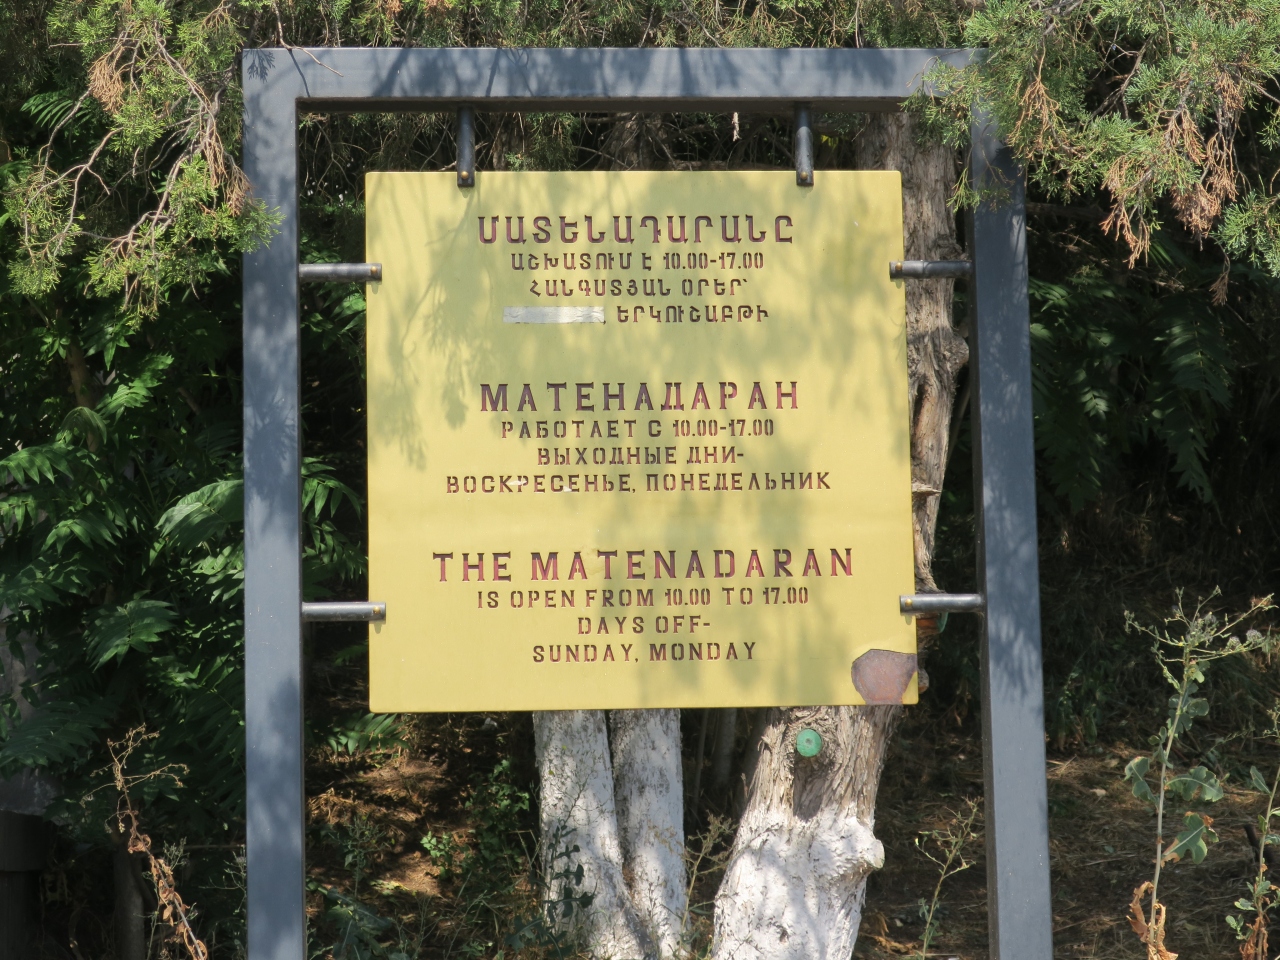 ՄԱՏԵՆԱԴԱՐԱՆԸ
ԱՇԽԱՏՈՒՄ Է 10.00-17.00
ՀԱՆԳՍՏՅԱՆ ՕՐԵՐ՝
ԵՐԿՈՒՇԱԲԹԻ
МАТЕНАДАРАН
РАБОТАЕТ С 10.00-17.00
ВЫХОДНЫЕ ДНИ-
ВОСКРЕСЕНЬЕ, ПОНЕДЕЛЬНИК
THE MATENADARAN
IS OPEN FROM 10.00 TO 17.00
DAYS OFF-
SUNDAY, MONDAY